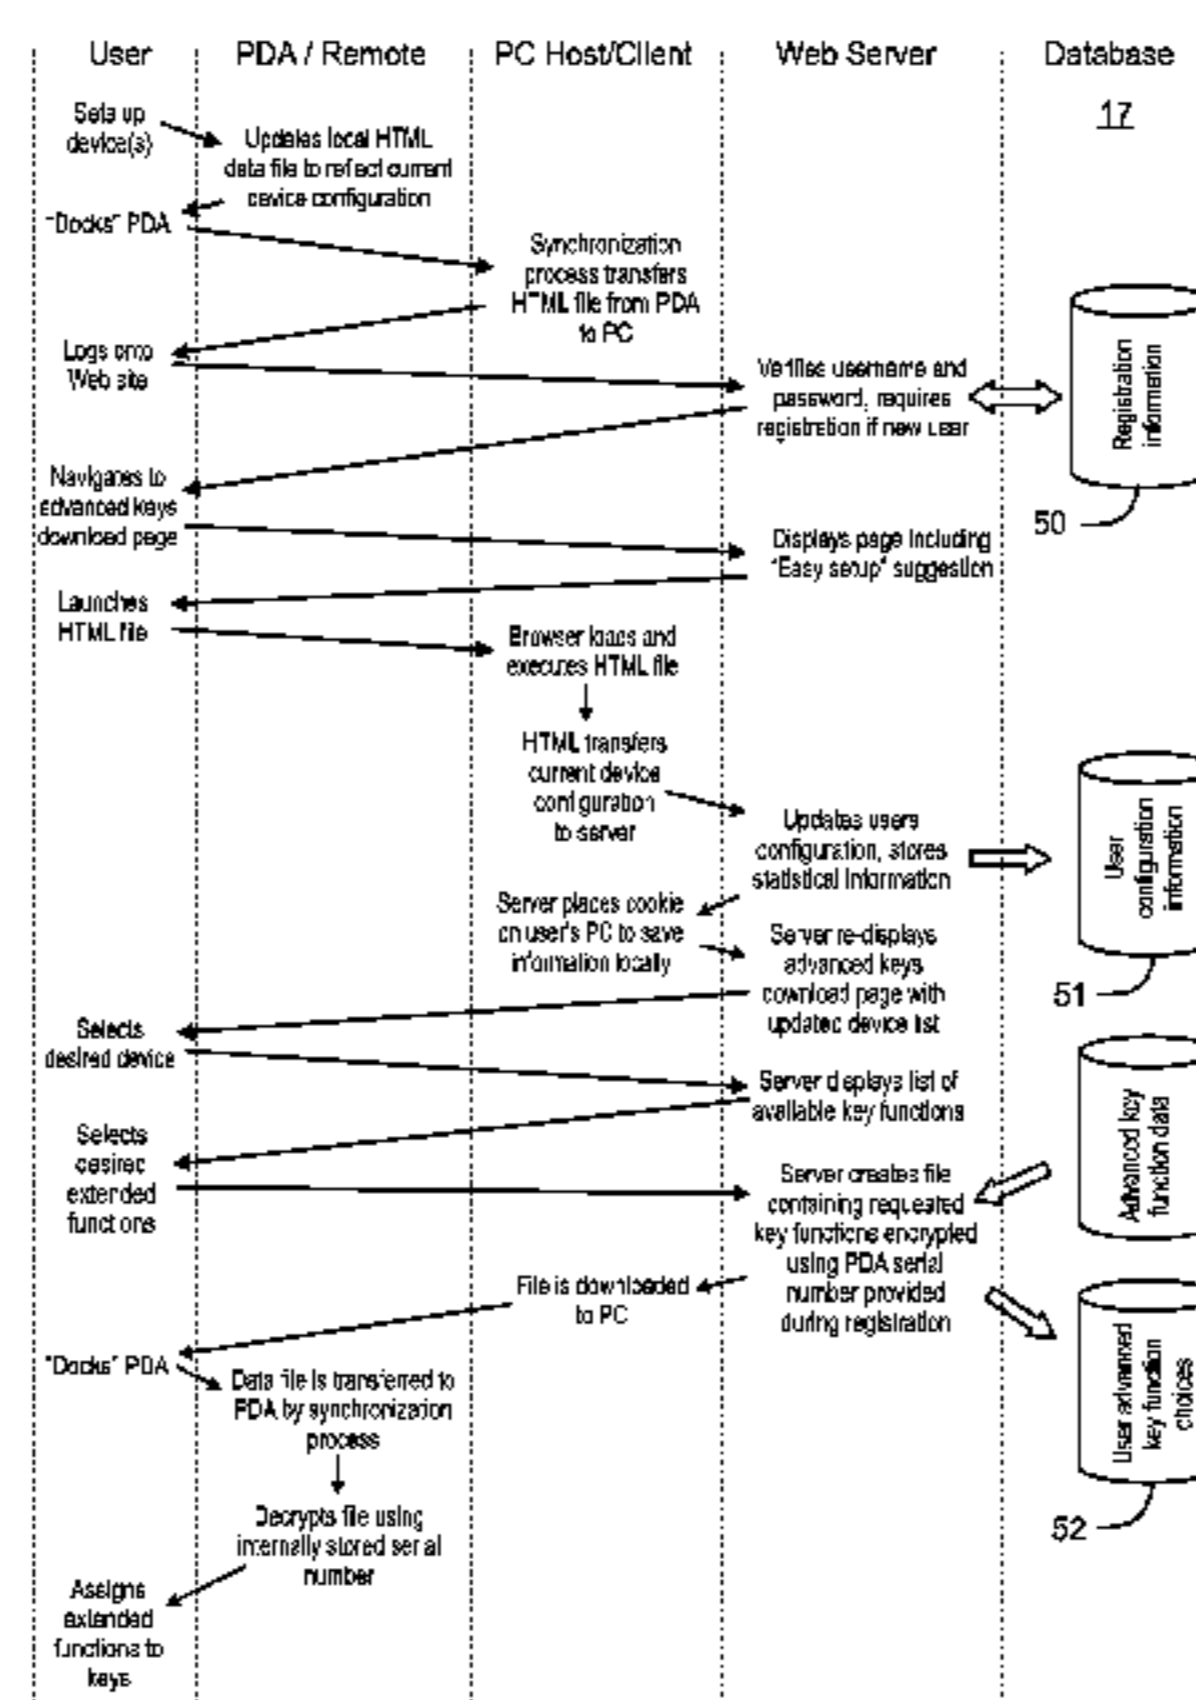 User
PDA / Remote
PC Host/Client
Web Server
Database
17
Sets up
device(s)
Updates local HTML
data file to reflect current
device configuration
"Docks" PDA
Synchronization
process transfers
HTML file from PDA
to PC
Logs onto
Web site
Verifies username and
password, requires
registration if new user
Registration
information
50
Navigates to
advanced keys
download page
Displays page including
"Easy setup" suggestion
Launches
HTML file
Browser loads and
executes HTML file
HTML transfers
current device
configuration
to server
Updates users
configuration, stores
statistical information
User
configuration
information
51
Server places cookie
on user's PC to save
information locally
Server re-displays
advanced keys
download page with
updated device list
Selects
desired device
Server displays list of
available key functions
Advanced key
function data
Selects
desired
extended
functions
Server creates file
containing requested
key functions encrypted
using PDA serial
number provided
during registration
File is downloaded
to PC
User advanced
key function
choices
52
"Docks" PDA
Data file is transferred to
PDA by synchronization
process
Decrypts file using
internally stored serial
number
Assigns
extended
functions to
keys